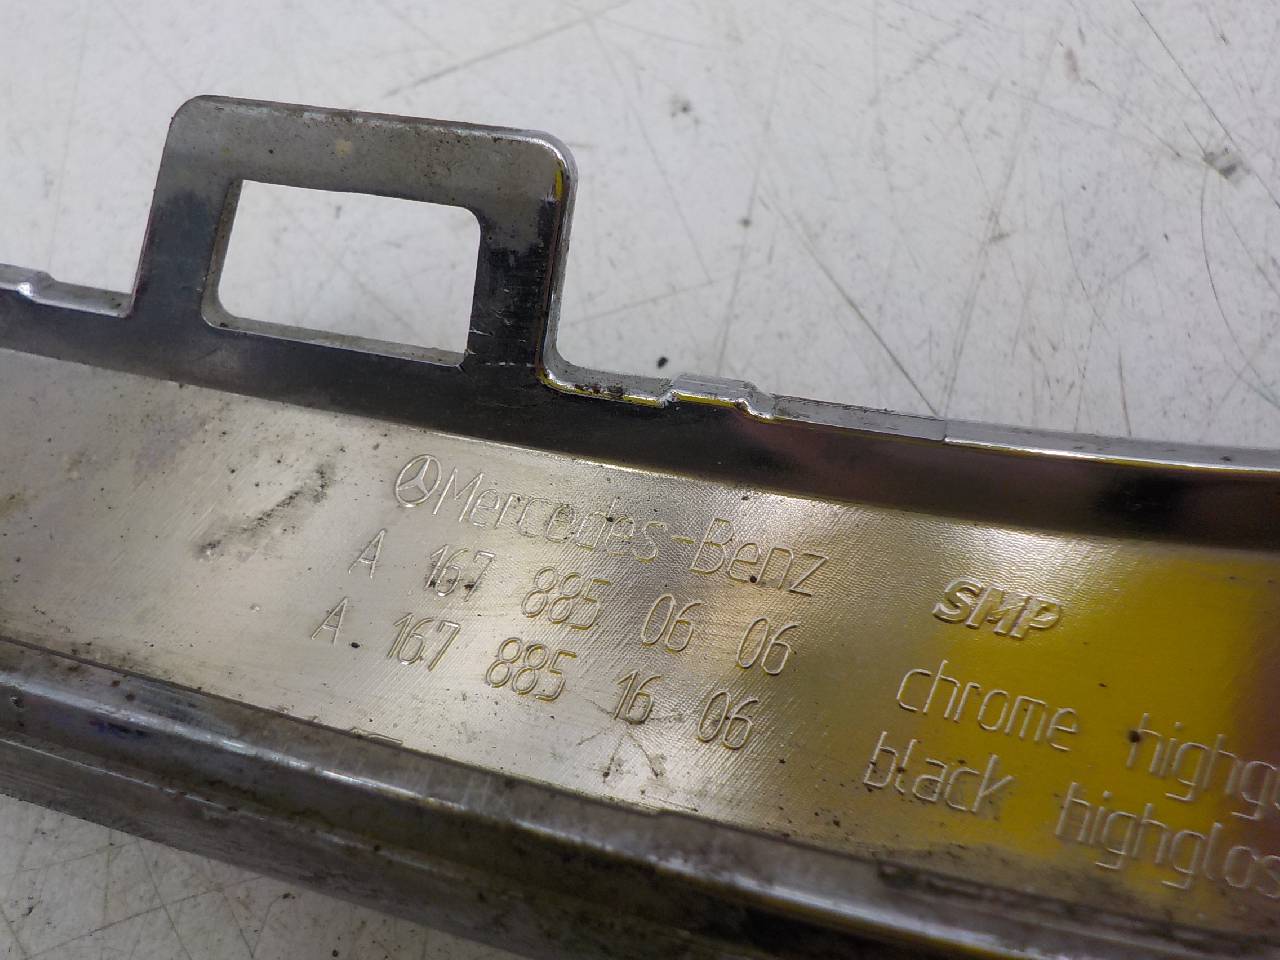 Mercedes-Benz
A 167 885 06 06
A 167 885 16 06
SMP
chrome
black